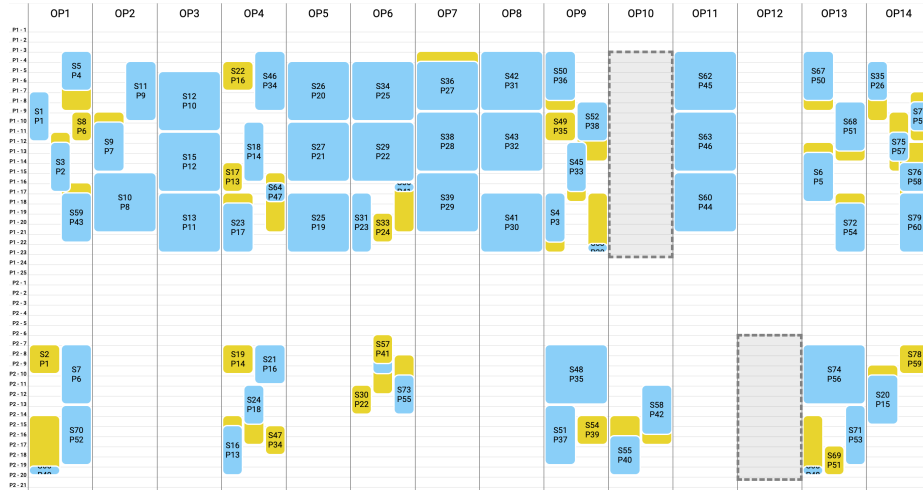 OP1 OP2 OP3 OP4 OP5 OP6 OP7 OP8 OP9 OP10 OP11 OP12 OP13 OP14
P1 - 1
P1 - 2
P1 - 3
P1 - 4
P1 - 5
P1 - 6
P1 - 7
P1 - 8
P1 - 9
P1 - 10
P1 - 11
P1 - 12
P1 - 13
P1 - 14
P1 - 15
P1 - 16
P1 - 17
P1 - 18
P1 - 19
P1 - 20
P1 - 21
P1 - 22
P1 - 23
P1 - 24
P1 - 25
P2 - 1
P2 - 2
P2 - 3
P2 - 4
P2 - 5
P2 - 6
P2 - 7
P2 - 8
P2 - 9
P2 - 10
P2 - 11
P2 - 12
P2 - 13
P2 - 14
P2 - 15
P2 - 16
P2 - 17
P2 - 18
P2 - 19
P2 - 20
P2 - 21
S5
P4
S1
P1
S8
P6
S3
P2
S59
P43
S2
P1
S7
P6
S70
P52
S11
P9
S9
P7
S10
P8
S12
P10
S15
P12
S13
P11
S22
P16
S46
P34
S18
P14
S17
P13
S64
P47
S23
P17
S19
P14
S21
P16
S24
P18
S16
P13
S47
P34
S26
P20
S27
P21
S25
P19
S34
P25
S29
P22
S31
P23
S33
P24
S57
P41
S73
P55
S30
P22
S36
P27
S38
P28
S39
P29
S42
P31
S43
P32
S41
P30
S50
P36
S49
P35
S52
P38
S45
P33
S4
P3
S48
P35
S51
P37
S54
P39
S58
P42
S55
P40
S62
P45
S63
P46
S60
P44
S67
P50
S68
P51
S6
P5
S72
P54
S74
P56
S71
P53
S69
P51
S35
P26
S75
P57
S76
P58
S79
P60
S78
P59
S20
P15